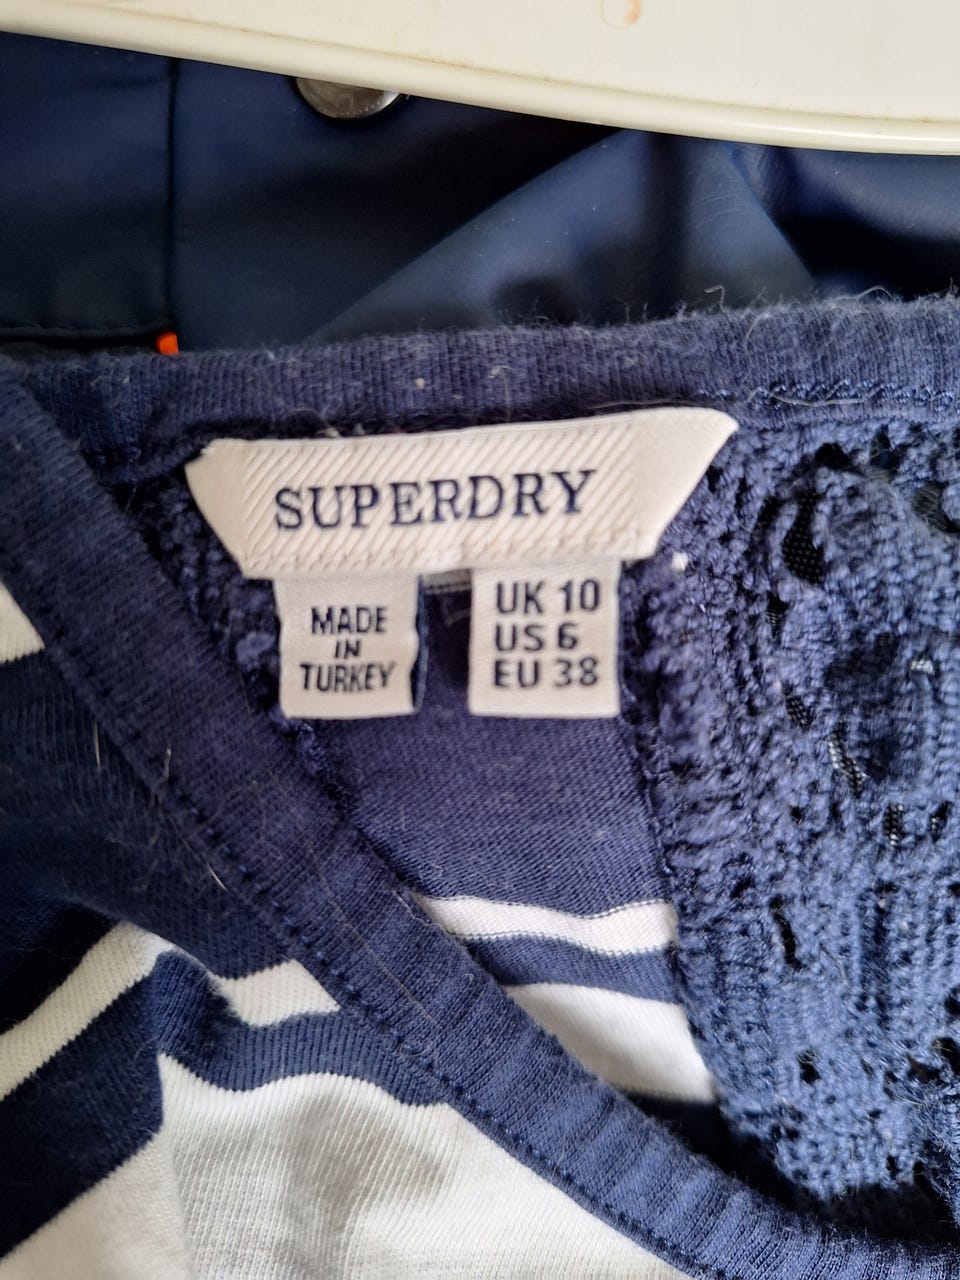 SUPERDRY
MADE
IN
TURKEY
UK 10
US 6
EU 38